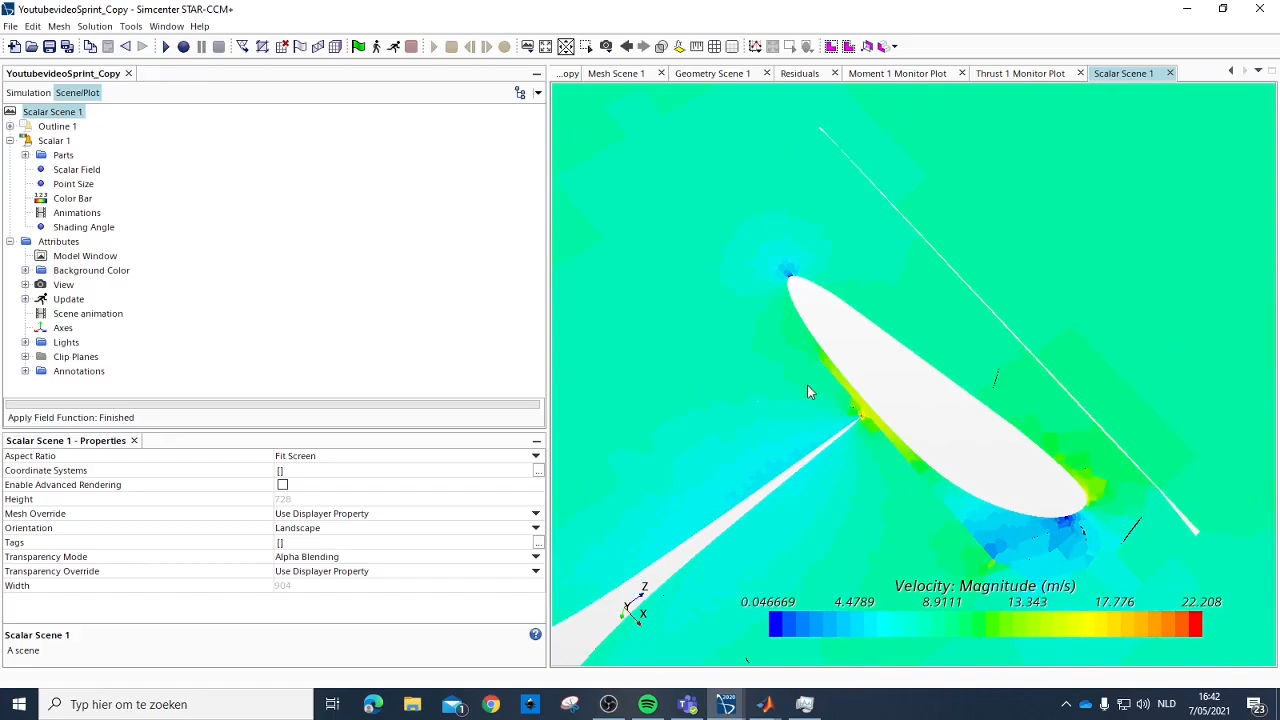 YoutubevideoSprint_Copy - Simcenter STAR-CCM+
File Edit Mesh Solution Tools Window Help
YoutubevideoSprint_Copy
...opy Mesh Scene 1 Geometry Scene 1 Residuals Moment 1 Monitor Plot Thrust 1 Monitor Plot Scalar Scene 1
Simulation Scene/Plot
Scalar Scene 1
Outline 1
Scalar 1
Parts
Scalar Field
Point Size
Color Bar
Animations
Shading Angle
Attributes
Model Window
Background Color
View
Update
Scene animation
Axes
Lights
Clip Planes
Annotations
Apply Field Function: Finished
Scalar Scene 1 - Properties
Aspect Ratio Fit Screen
Coordinate Systems []
Enable Advanced Rendering
Height 728
Mesh Override Use Displayer Property
Orientation Landscape
Tags []
Transparency Mode Alpha Blending
Transparency Override Use Displayer Property
Width 904
Scalar Scene 1
A scene
Z
Y
X
Velocity: Magnitude (m/s)
0.046669 4.4789 8.9111 13.343 17.776 22.208
Typ hier om te zoeken
NLD
16:42
7/05/2021
23